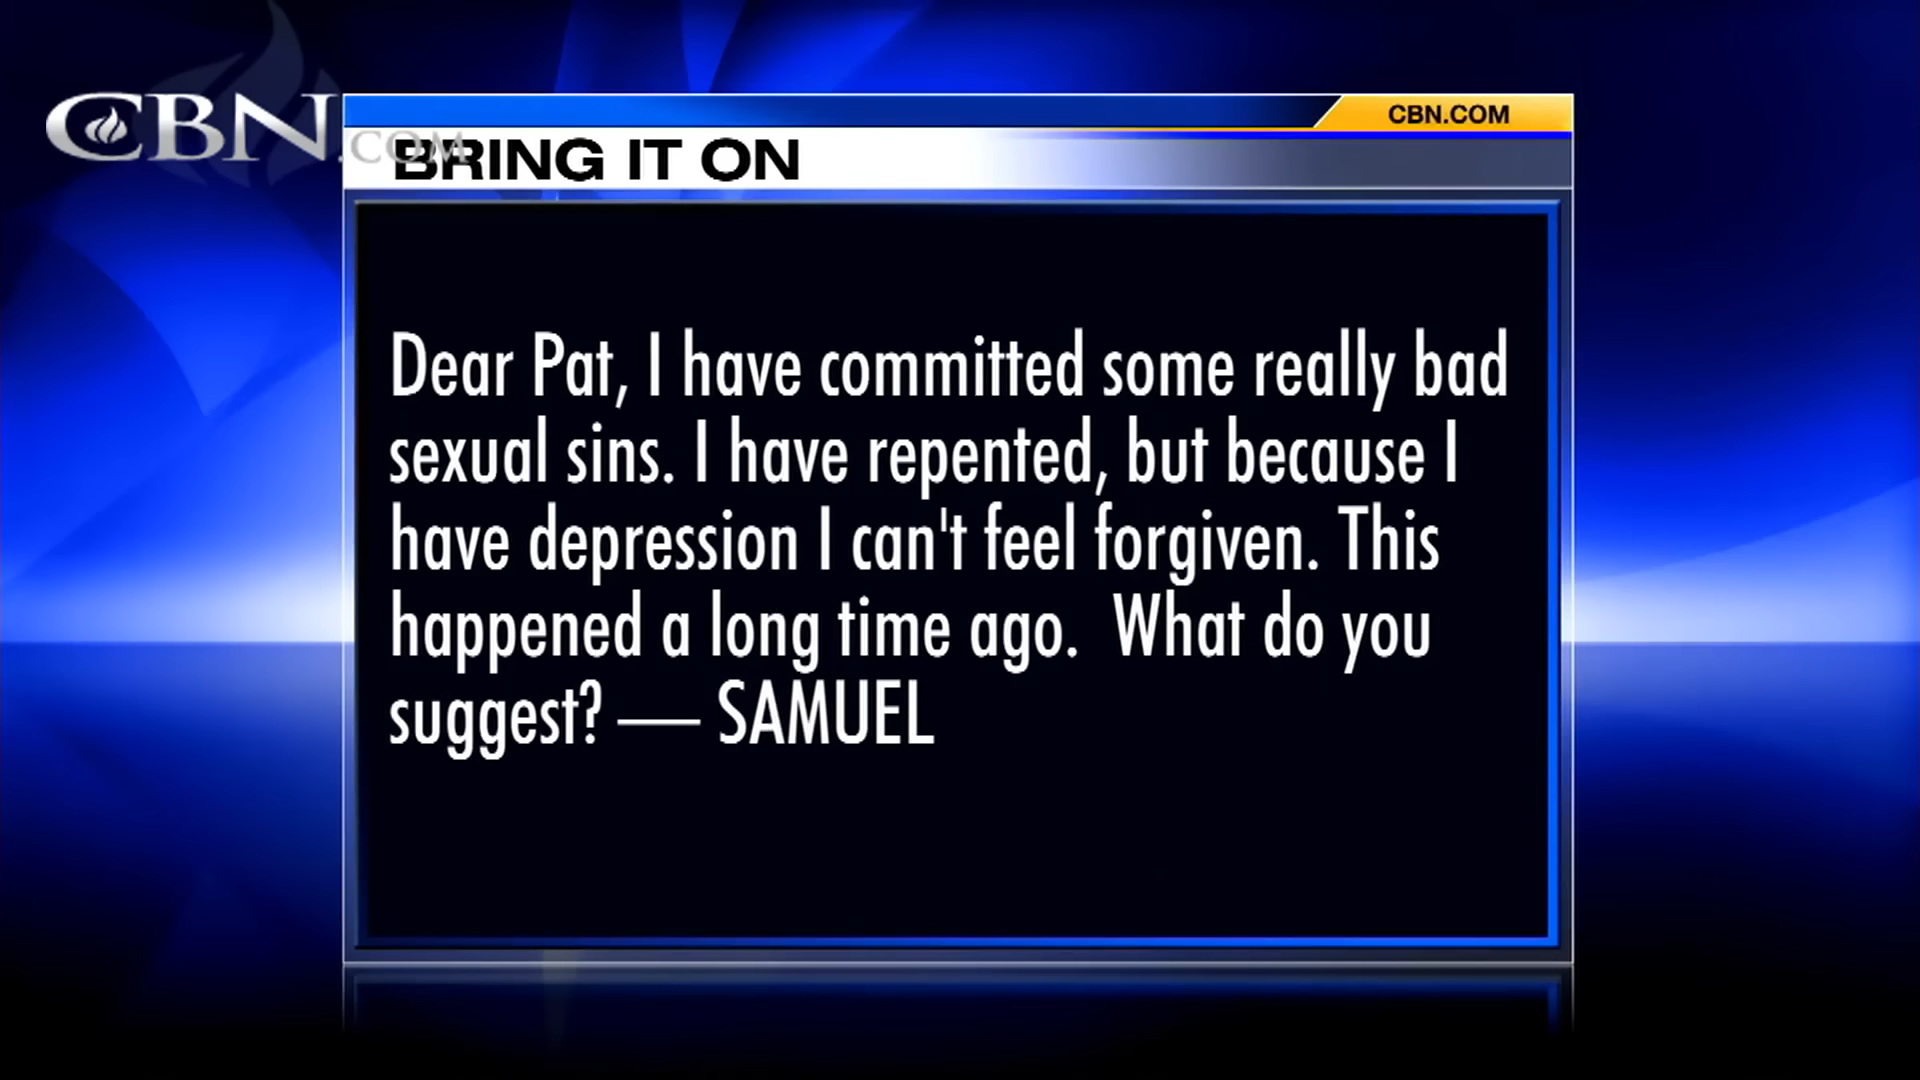 CBN.COM
CBN.COM
BRING IT ON
Dear Pat, I have committed some really bad
sexual sins. I have repented, but because I
have depression I can't feel forgiven. This
happened a long time ago.  What do you
suggest? — SAMUEL